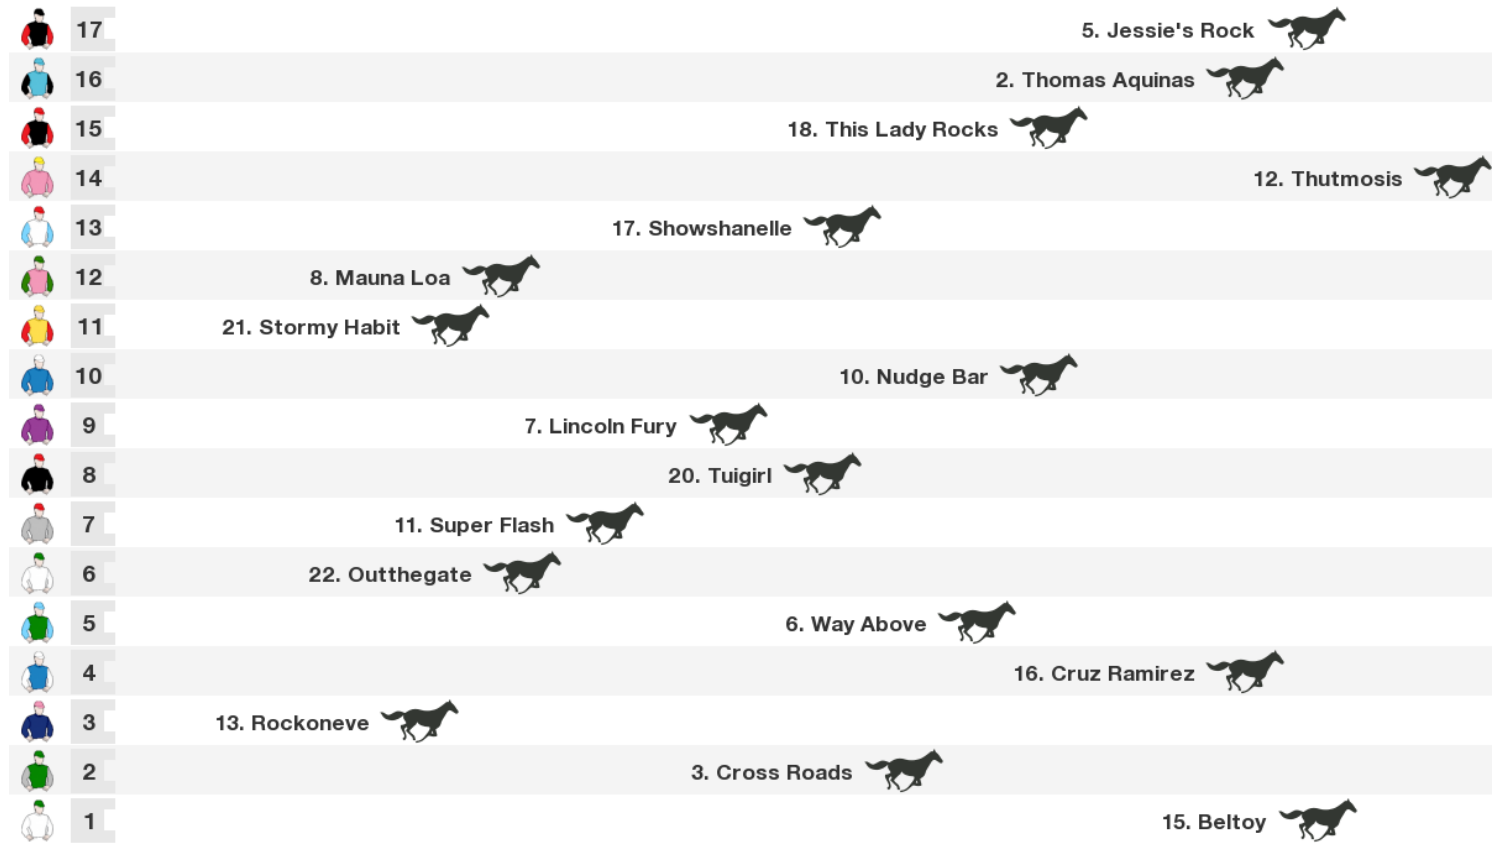 17 5. Jessie's Rock
16 2. Thomas Aquinas
15 18. This Lady Rocks
14 12. Thutmosis
13 17. Showshanelle
12 8. Mauna Loa
11 21. Stormy Habit
10 10. Nudge Bar
9 7. Lincoln Fury
8 20. Tuigirl
7 11. Super Flash
6 22. Outthegate
5 6. Way Above
4 16. Cruz Ramirez
3 13. Rockoneve
2 3. Cross Roads
1 15. Beltoy